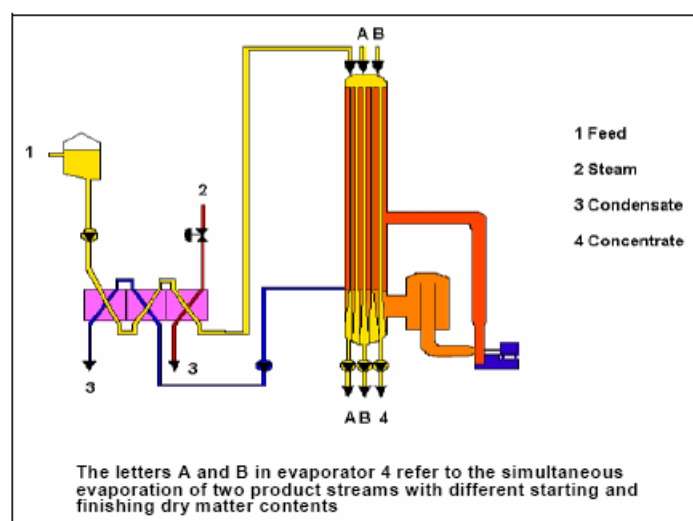 A B
1
2
1 Feed
2 Steam
3 Condensate
4 Concentrate
3
3
A B 4
The letters A and B in evaporator 4 refer to the simultaneous
evaporation of two product streams with different starting and
finishing dry matter contents